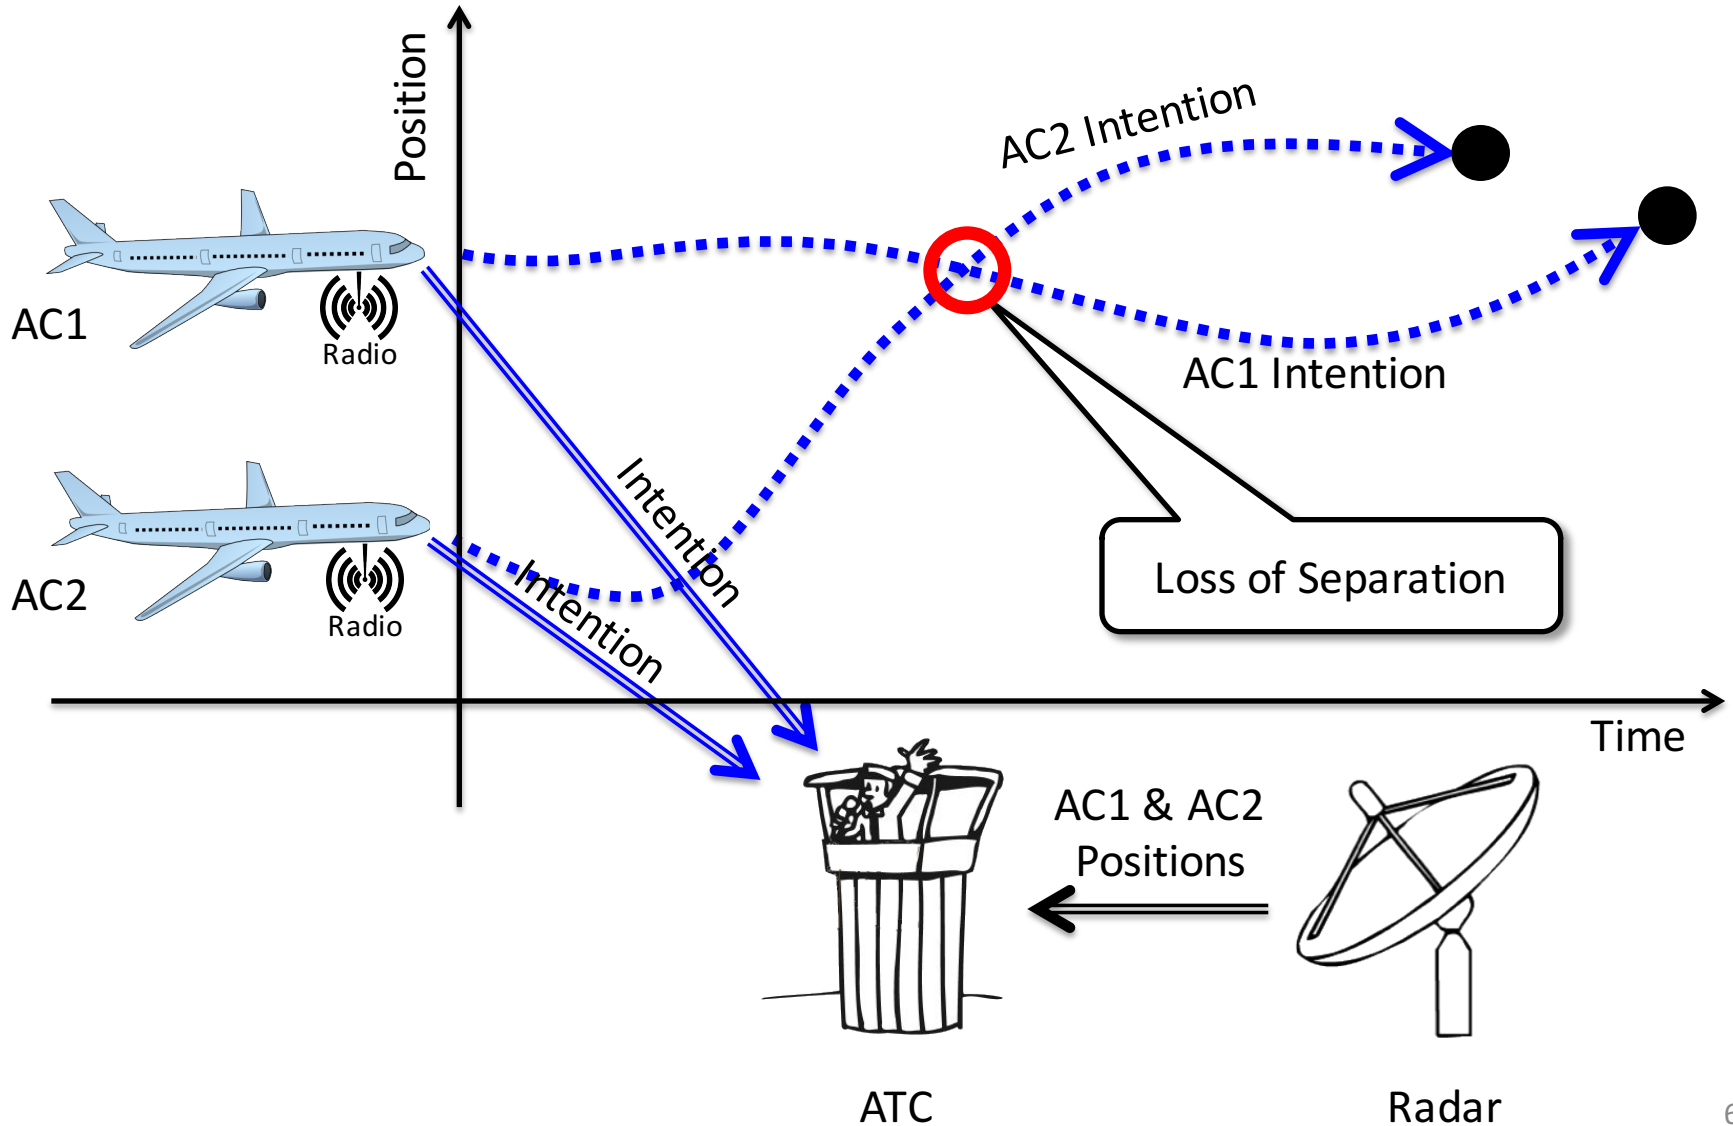 Position
AC2 Intention
AC1
Radio
AC1 Intention
Intention
Loss of Separation
AC2
Radio
Intention
Time
AC1 & AC2
Positions
ATC
Radar
6